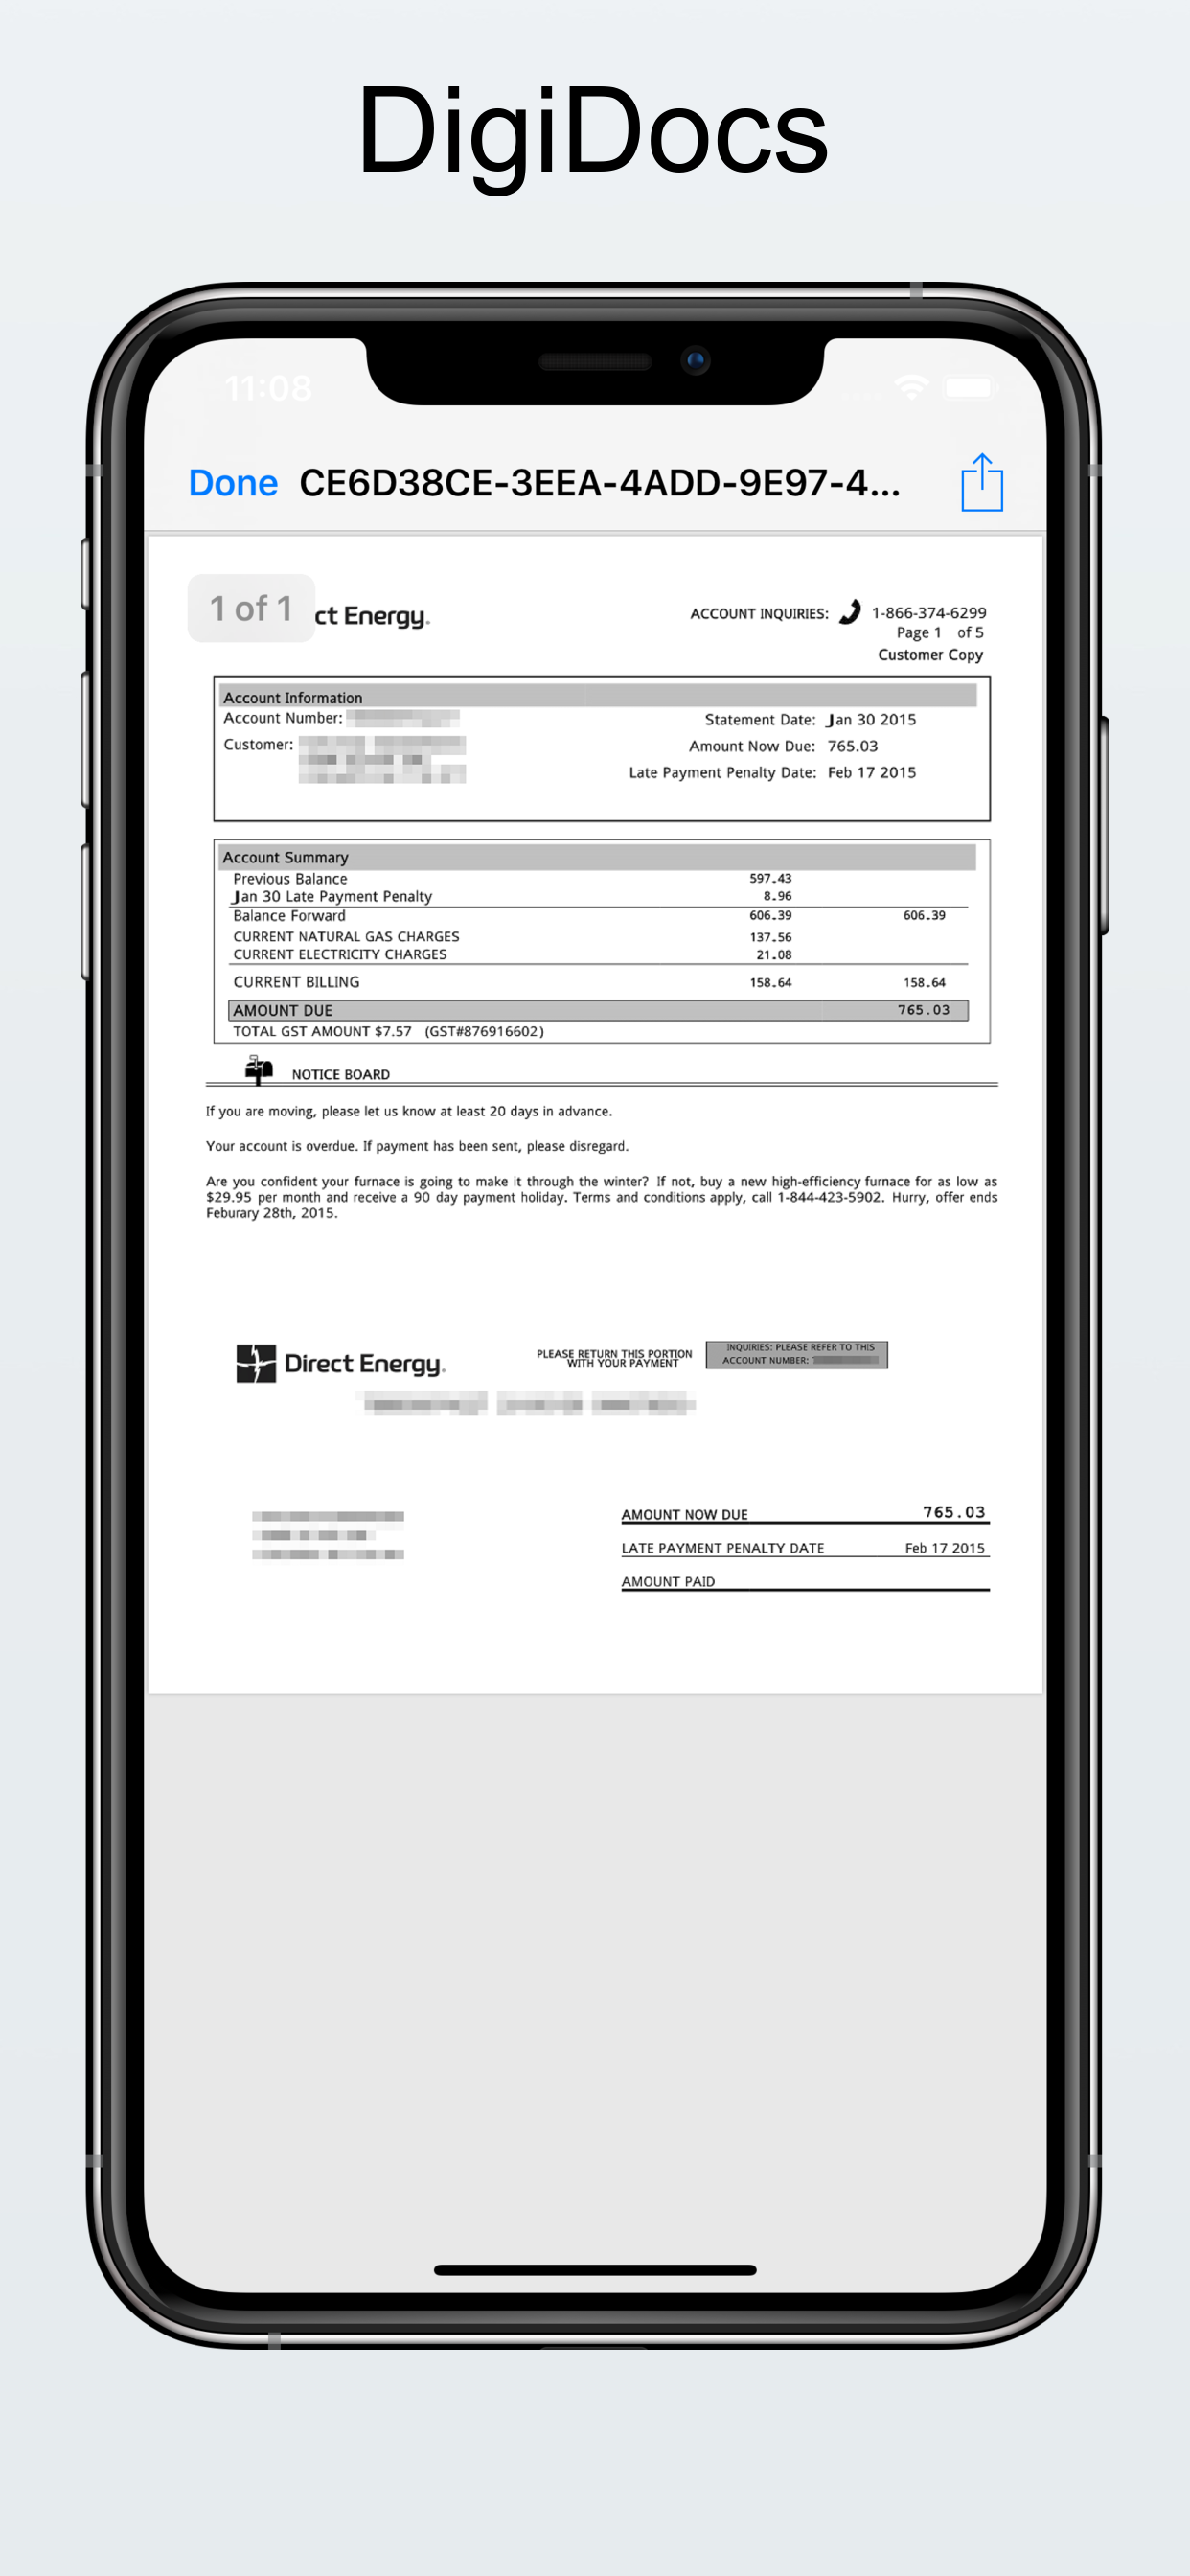 DigiDocs
11:08
Done CE6D38CE-3EEA-4ADD-9E97-4...
1 of 1
ct Energy.
ACCOUNT INQUIRIES: 1-866-374-6299
Page 1 of 5
Customer Copy
Account Information
Account Number:
Customer:
Statement Date: Jan 30 2015
Amount Now Due: 765.03
Late Payment Penalty Date: Feb 17 2015
Account Summary
Previous Balance 597.43
Jan 30 Late Payment Penalty 8.96
Balance Forward 606.39 606.39
CURRENT NATURAL GAS CHARGES 137.56
CURRENT ELECTRICITY CHARGES 21.08
CURRENT BILLING 158.64 158.64
AMOUNT DUE 765.03
TOTAL GST AMOUNT $7.57 (GST#876916602)
NOTICE BOARD
If you are moving, please let us know at least 20 days in advance.
Your account is overdue. If payment has been sent, please disregard.
Are you confident your furnace is going to make it through the winter? If not, buy a new high-efficiency furnace for as low as
$29.95 per month and receive a 90 day payment holiday. Terms and conditions apply, call 1-844-423-5902. Hurry, offer ends
Feburary 28th, 2015.
Direct Energy.
PLEASE RETURN THIS PORTION
WITH YOUR PAYMENT
INQUIRIES: PLEASE REFER TO THIS
ACCOUNT NUMBER:
AMOUNT NOW DUE 765.03
LATE PAYMENT PENALTY DATE Feb 17 2015
AMOUNT PAID